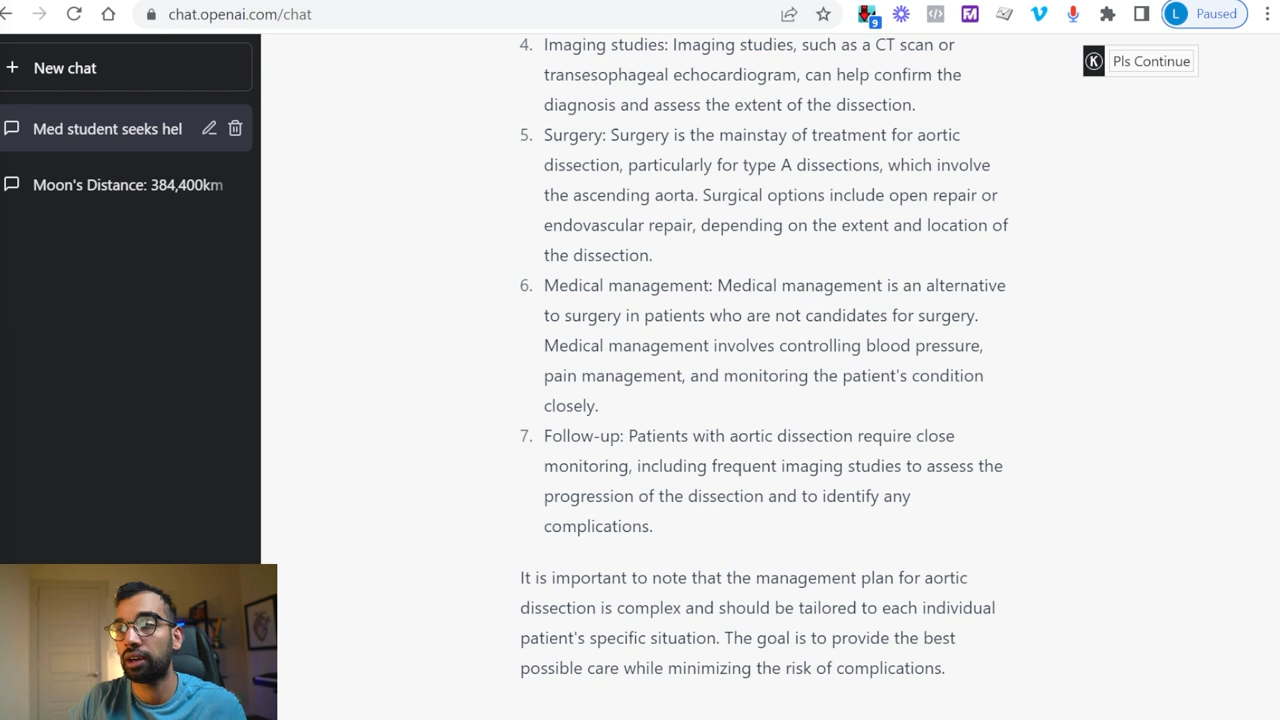 chat.openai.com/chat
9
L
Paused
New chat
Med student seeks hel
Moon's Distance: 384,400km
K
Pls Continue
4. Imaging studies: Imaging studies, such as a CT scan or
transesophageal echocardiogram, can help confirm the
diagnosis and assess the extent of the dissection.
5. Surgery: Surgery is the mainstay of treatment for aortic
dissection, particularly for type A dissections, which involve
the ascending aorta. Surgical options include open repair or
endovascular repair, depending on the extent and location of
the dissection.
6. Medical management: Medical management is an alternative
to surgery in patients who are not candidates for surgery.
Medical management involves controlling blood pressure,
pain management, and monitoring the patient's condition
closely.
7. Follow-up: Patients with aortic dissection require close
monitoring, including frequent imaging studies to assess the
progression of the dissection and to identify any
complications.
It is important to note that the management plan for aortic
dissection is complex and should be tailored to each individual
patient's specific situation. The goal is to provide the best
possible care while minimizing the risk of complications.